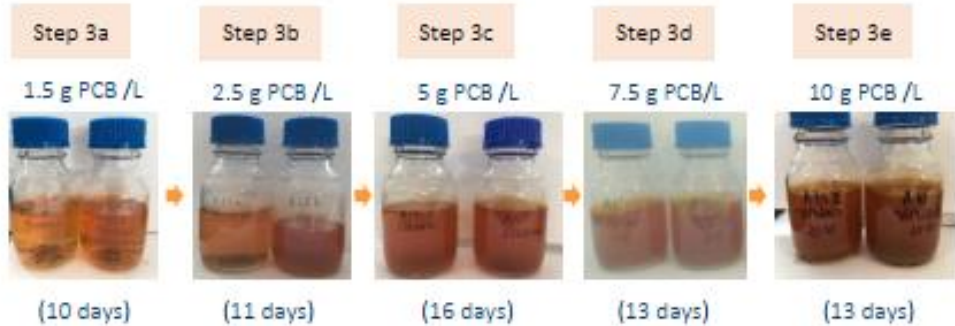 Step 3a
Step 3b
Step 3c
Step 3d
Step 3e
1.5 g PCB /L
2.5 g PCB /L
5 g PCB /L
7.5 g PCB/L
10 g PCB /L
(10 days)
(11 days)
(16 days)
(13 days)
(13 days)